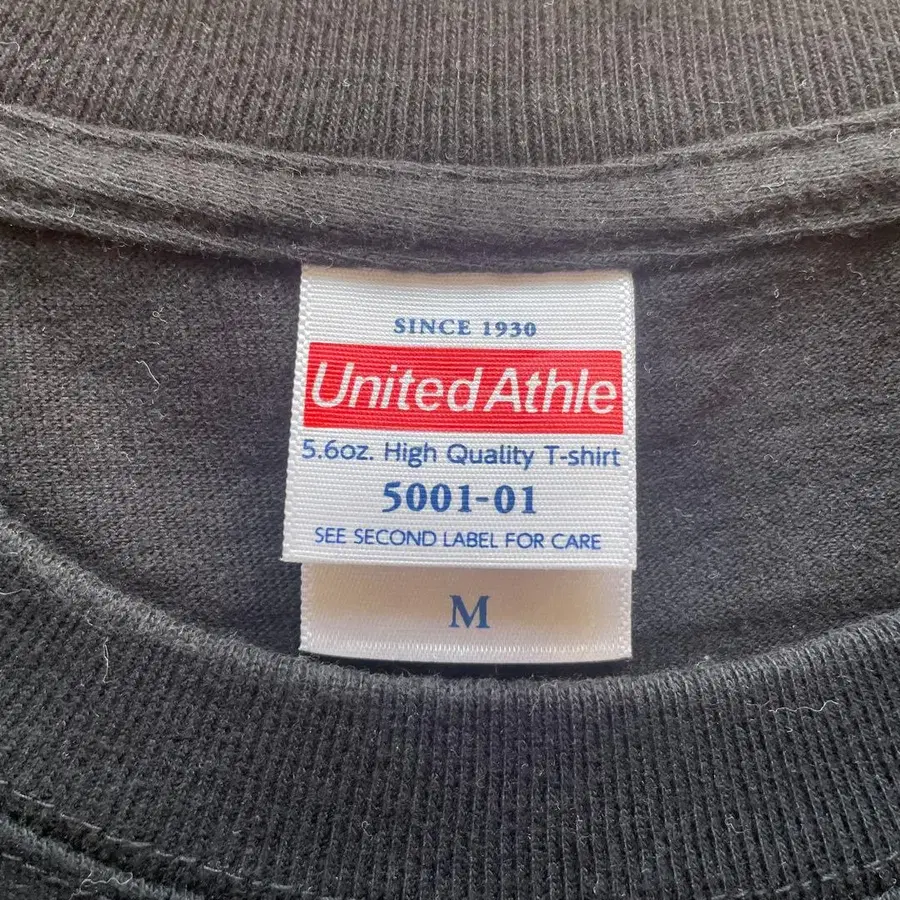 SINCE 1930
United Athle
5.6oz. High Quality T-shirt
5001-01
SEE SECOND LABEL FOR CARE
M